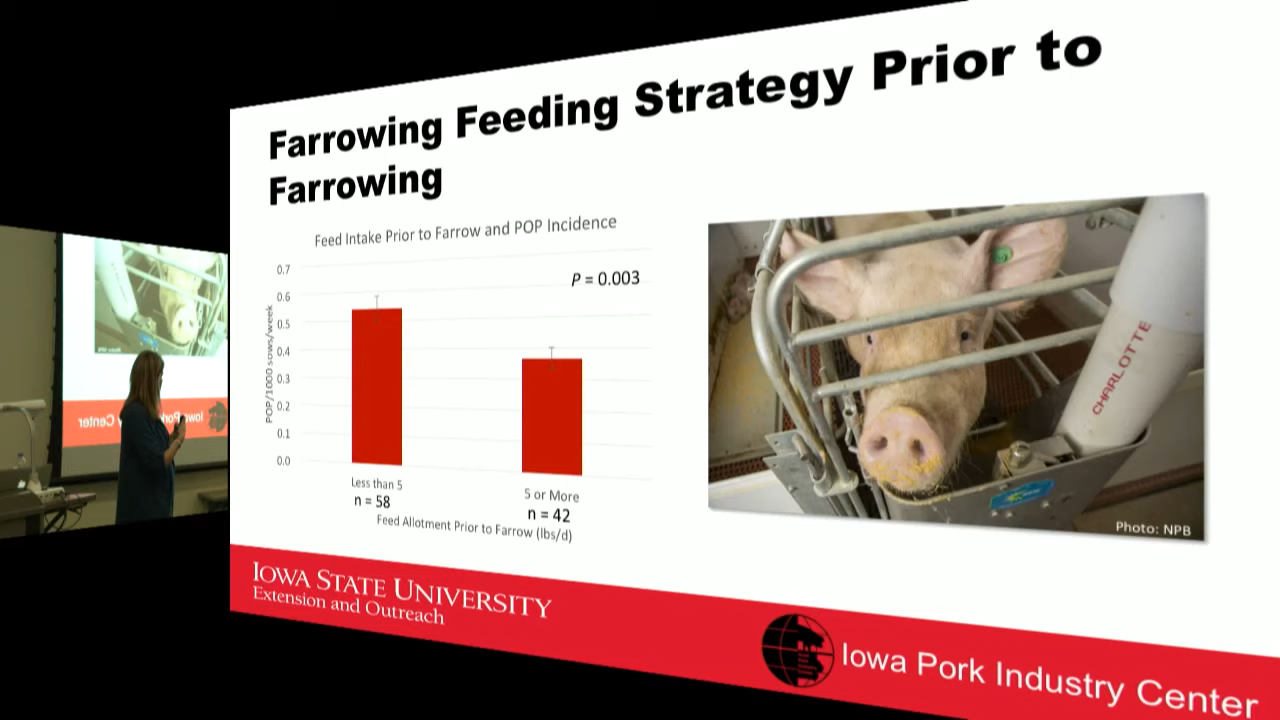 Farrowing Feeding Strategy Prior to
Farrowing
Feed Intake Prior to Farrow and POP Incidence
P = 0.003
0.7
0.6
0.5
0.4
0.3
0.2
0.1
0.0
POP/1000 sows/week
Less than 5
n = 58
5 or More
n = 42
Feed Allotment Prior to Farrow (lbs/d)
CHARLOTTE
Photo: NPB
IOWA STATE UNIVERSITY
Extension and Outreach
Iowa Pork Industry Center
Iowa Pork
Center